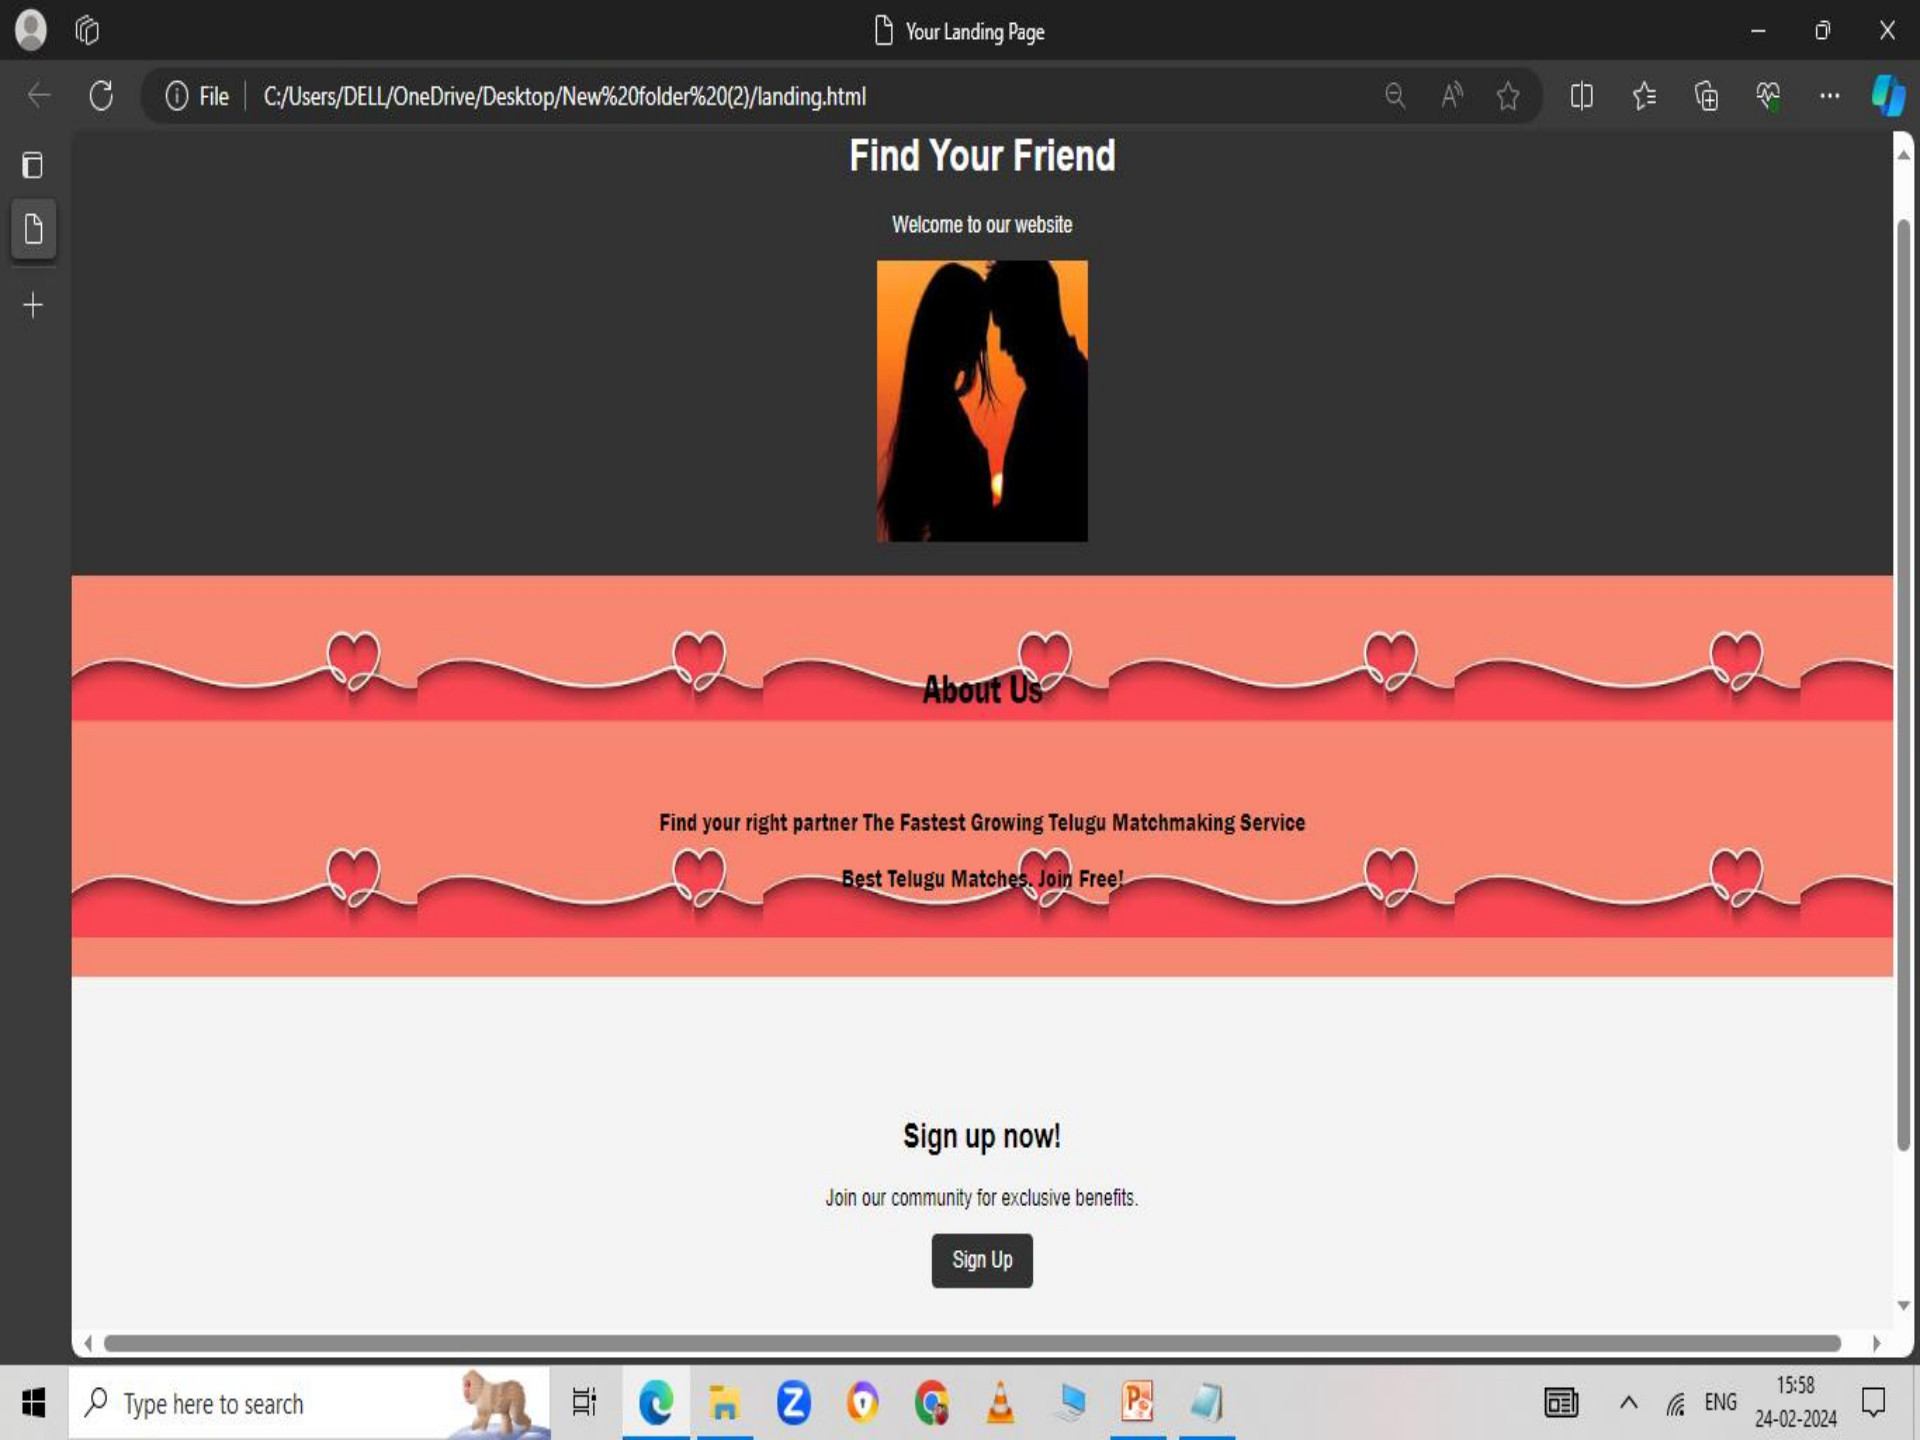 Your Landing Page
File
C:/Users/DELL/OneDrive/Desktop/New%20folder%20(2)/landing.html
Find Your Friend
Welcome to our website
About Us
Find your right partner The Fastest Growing Telugu Matchmaking Service
Best Telugu Matches. Join Free!
Sign up now!
Join our community for exclusive benefits.
Sign Up
Type here to search
ENG
15:58
24-02-2024